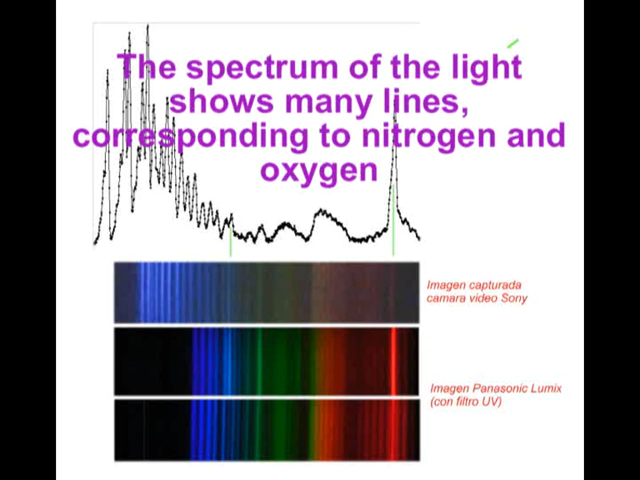 The spectrum of the light
shows many lines,
corresponding to nitrogen and
oxygen
Imagen capturada
camara video Sony
Imagen Panasonic Lumix
(con filtro UV)